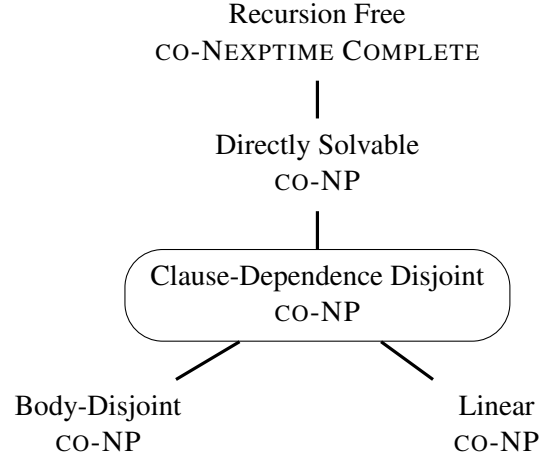 Recursion Free
CO-NEXPTIME COMPLETE
Directly Solvable
CO-NP
Clause-Dependence Disjoint
CO-NP
Body-Disjoint
CO-NP
Linear
CO-NP